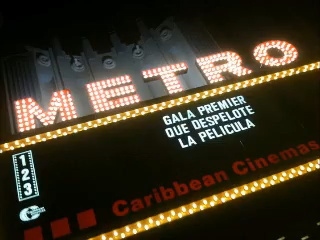 METRO
GALA PREMIER
QUE DESPELOTE
LA PELICULA
1
2
3
Caribbean Cinemas